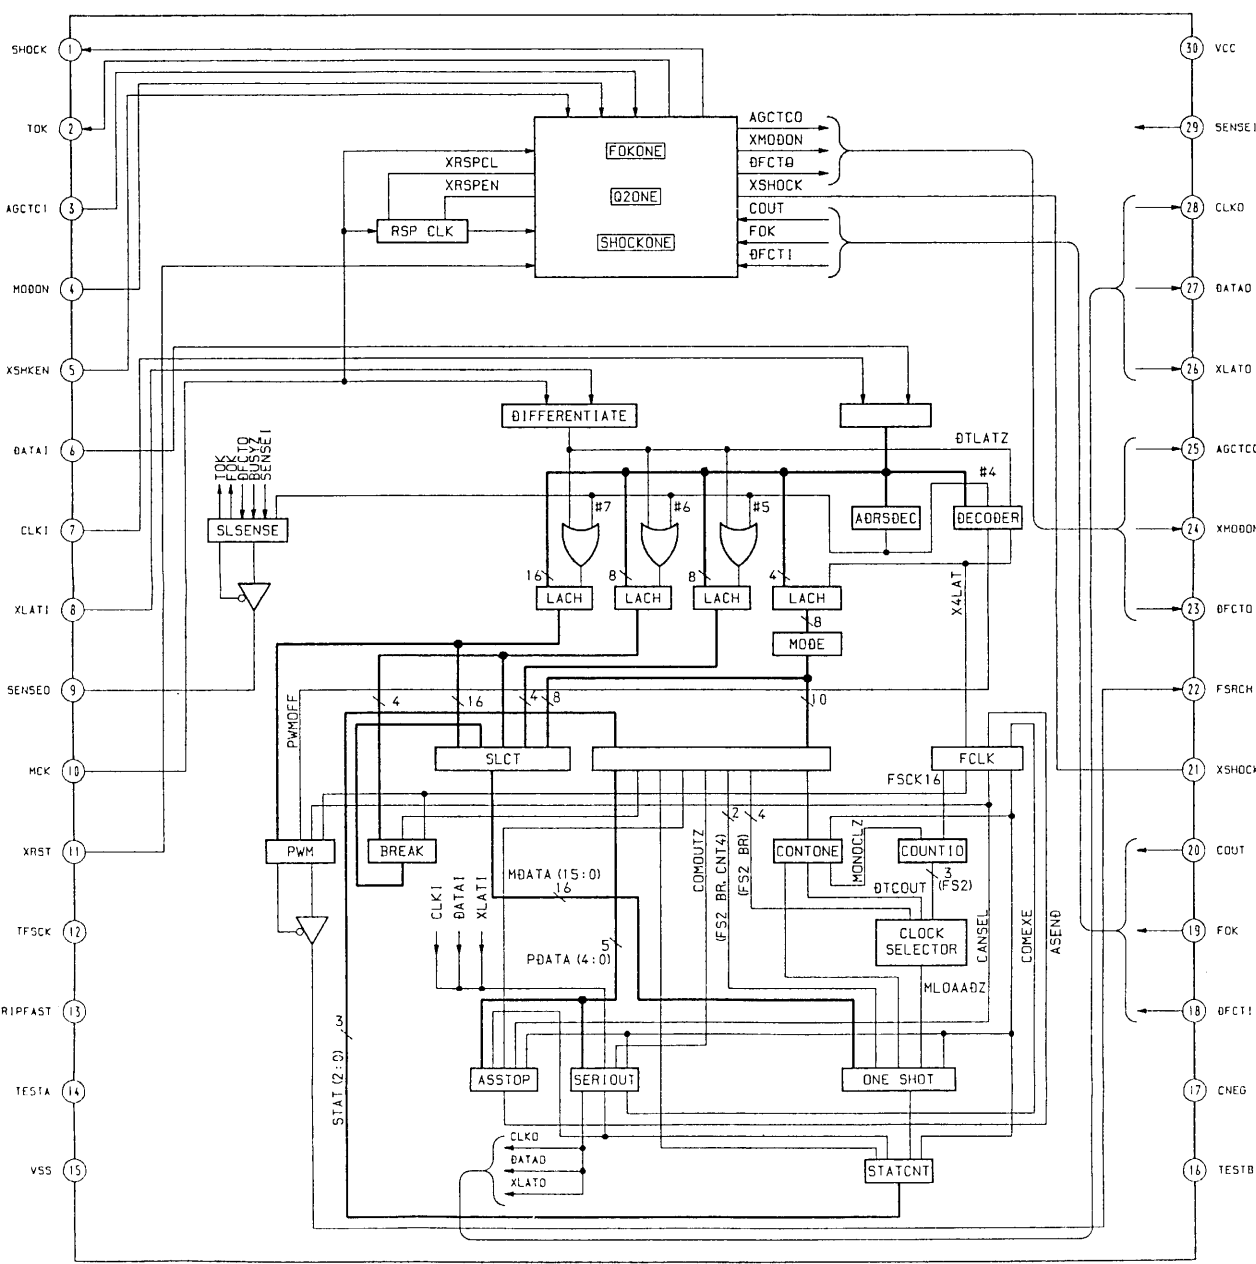 SHOCK 1
TOK 2
AGCTCI 3
MODON 4
XSHKEN 5
DATAI 6
CLKI 7
XLATI 8
SENSEO 9
MCK 10
XRST 11
TFSCK 12
RIPFAST 13
TESTA 14
VSS 15
30 VCC
29 SENSEI
28 CLKO
27 DATAO
26 XLATO
25 AGCTCO
24 XMODON
23 DFCTO
22 FSRCH
21 XSHOCK
20 COUT
19 FOK
18 DFCTI
17 CNEG
16 TESTB
FOKONE
Q2ONE
SHOCKONE
XRSPCL
XRSPEN
RSP CLK
AGCTCO
XMODON
DFCTO
XSHOCK
COUT
FOK
DFCTI
DIFFERENTIATE
DTLATZ
#4
TOK
FOK
DFCTO
BUSYZ
SENSEI
SLSENSE
#7
#6
#5
ADRSDEC
DECODER
16
8
8
4
LACH
LACH
LACH
LACH
8
MODE
X4LAT
PWMOFF
4
16
4
8
10
SLCT
FCLK
FSCK16
2
4
PWM
BREAK
CONTONE
MONOCLZ
COUNT10
3
(FS2)
DTCOUT
COMOUTZ
(FS2 BR, CNT4)
(FS2 BR)
MDATA (15:0)
16
CLKI
DATAI
XLATI
5
PDATA (4:0)
CLOCK
SELECTOR
CANSEL
COMEXE
ASEND
MLOAADZ
3
STAT (2:0)
ASSTOP
SERIOUT
ONE SHOT
CLKO
DATAO
XLATO
STATCNT